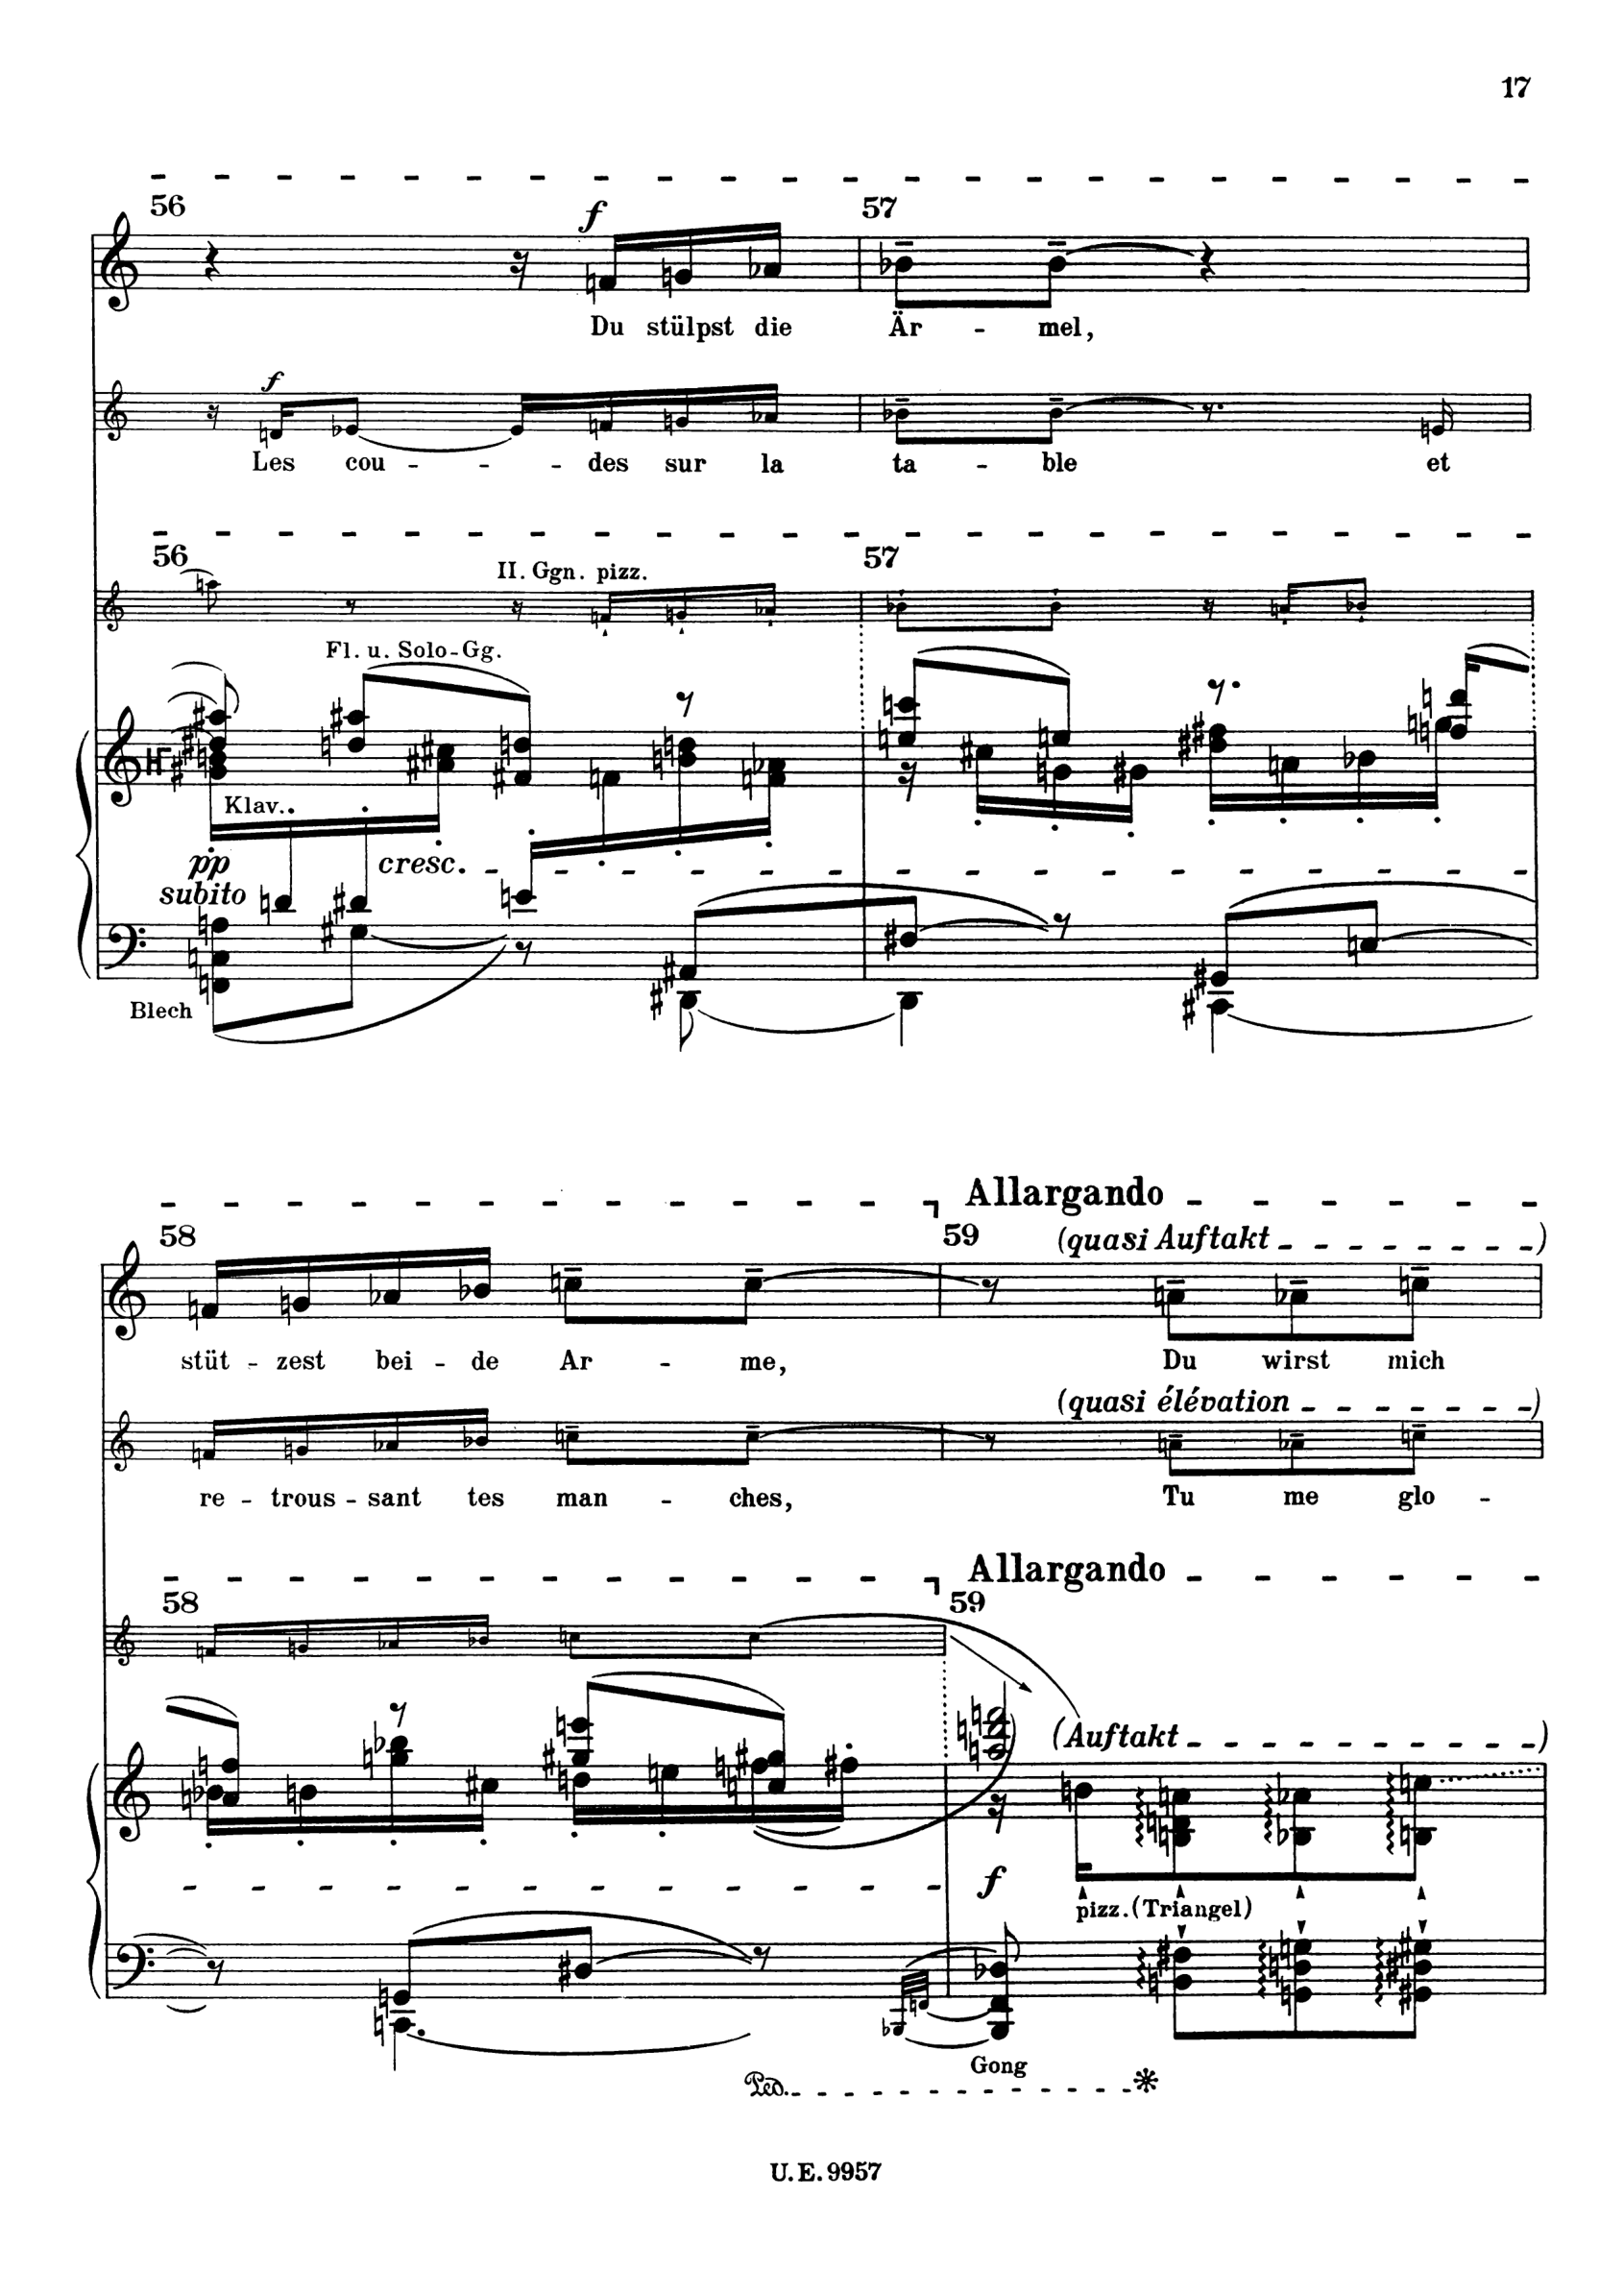 17
56
f
57
Du stülpst die Är - mel,
f
Les cou - - - des sur la ta - ble et
56
II. Ggn. pizz.
57
Fl. u. Solo-Gg.
Klav.
pp
subito
cresc.
Blech
Allargando
58
59
(quasi Auftakt )
stüt - zest bei - de Ar - me, Du wirst mich
(quasi élévation )
re - trous - sant tes man - ches, Tu me glo -
Allargando
58
59
(Auftakt )
f
pizz. (Triangel)
Gong
Ped. *
U. E. 9957